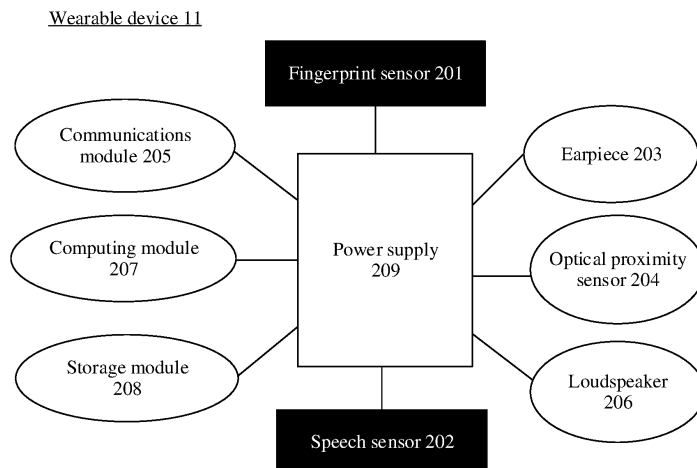 Wearable device 11
Fingerprint sensor 201
Communications
module 205
Earpiece 203
Computing module
207
Power supply
209
Optical proximity
sensor 204
Storage module
208
Loudspeaker
206
Speech sensor 202